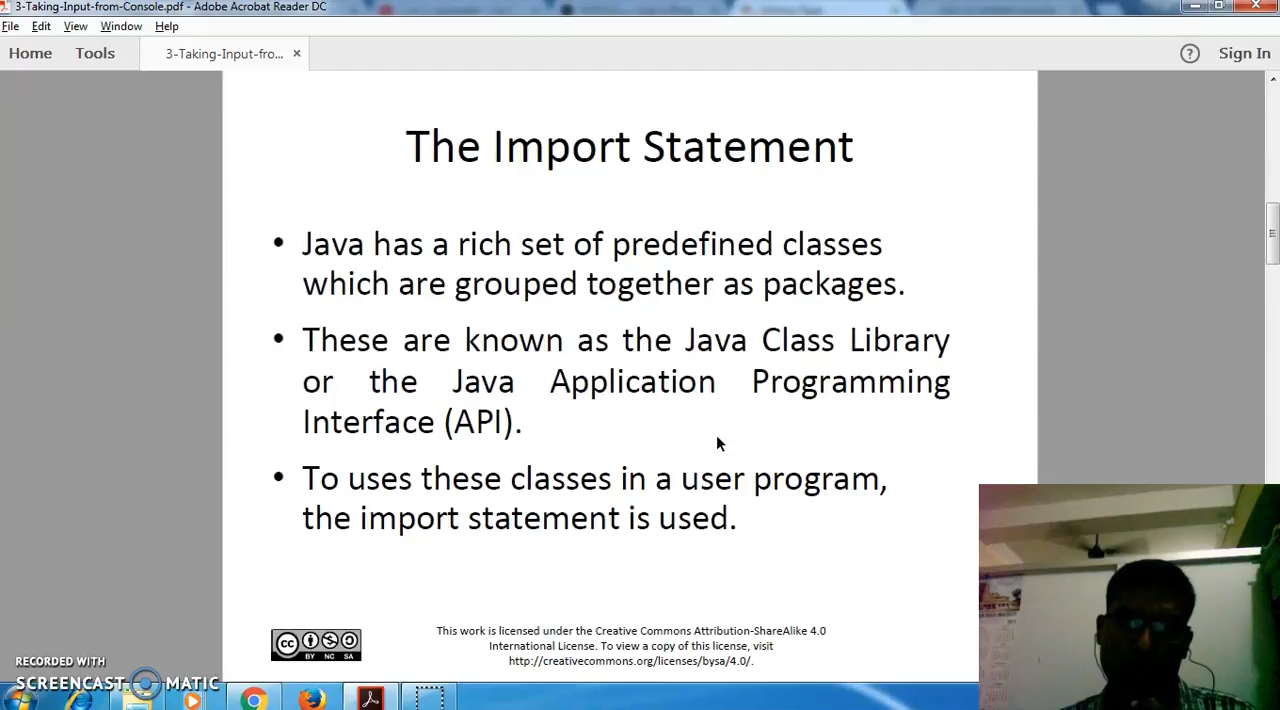 3-Taking-Input-from-Console.pdf - Adobe Acrobat Reader DC
File Edit View Window Help
Home Tools 3-Taking-Input-fro... × ? Sign In
The Import Statement
• Java has a rich set of predefined classes
which are grouped together as packages.
• These are known as the Java Class Library
or the Java Application Programming
Interface (API).
• To uses these classes in a user program,
the import statement is used.
This work is licensed under the Creative Commons Attribution-ShareAlike 4.0
International License. To view a copy of this license, visit
http://creativecommons.org/licenses/bysa/4.0/.
cc BY NC SA
RECORDED WITH
SCREENCAST MATIC